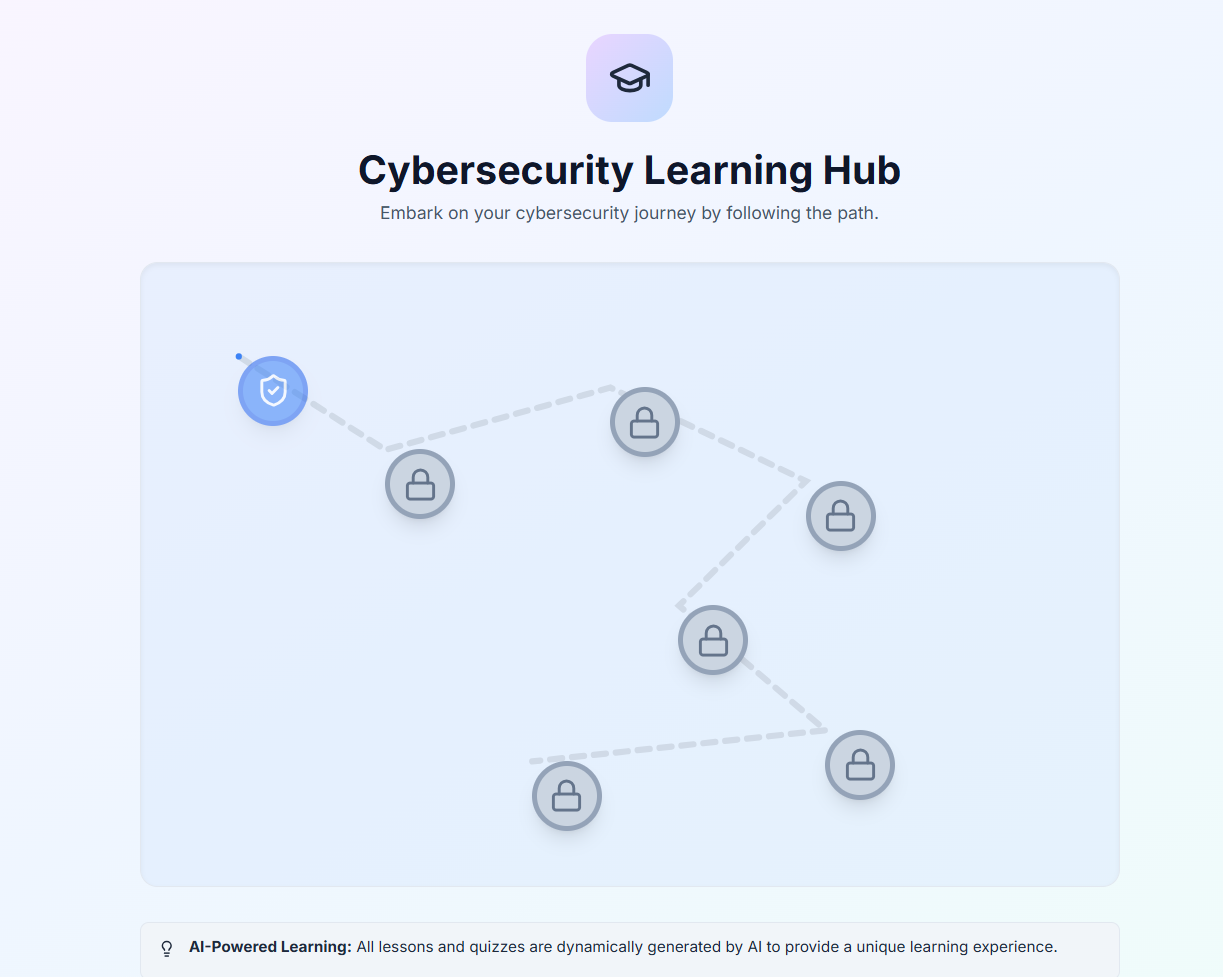 Cybersecurity Learning Hub
Embark on your cybersecurity journey by following the path.
AI-Powered Learning: All lessons and quizzes are dynamically generated by AI to provide a unique learning experience.